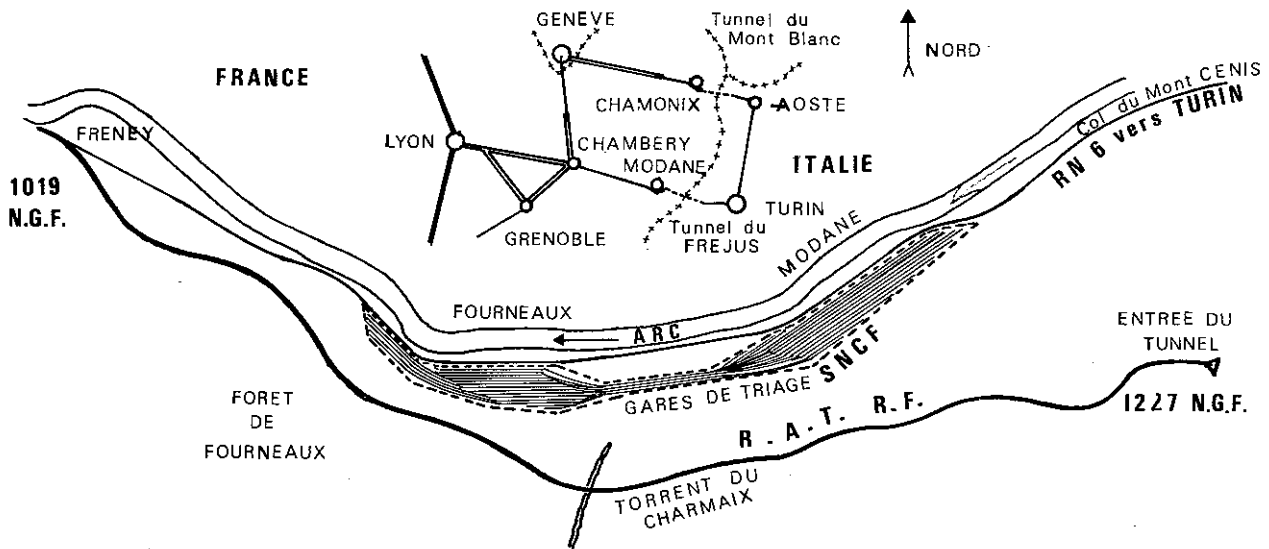 GENEVE
Tunnel du
Mont Blanc
NORD
FRANCE
CHAMONIX
AOSTE
Col du Mont CENIS
RN 6 vers TURIN
FRENEY
LYON
CHAMBERY
MODANE
ITALIE
1019
N.G.F.
TURIN
GRENOBLE
Tunnel du
FREJUS
MODANE
FOURNEAUX
ARC
ENTREE DU
TUNNEL
GARES DE TRIAGE SNCF
1227 N.G.F.
FORET
DE
FOURNEAUX
R.A.T. R.F.
TORRENT DU
CHARMAIX